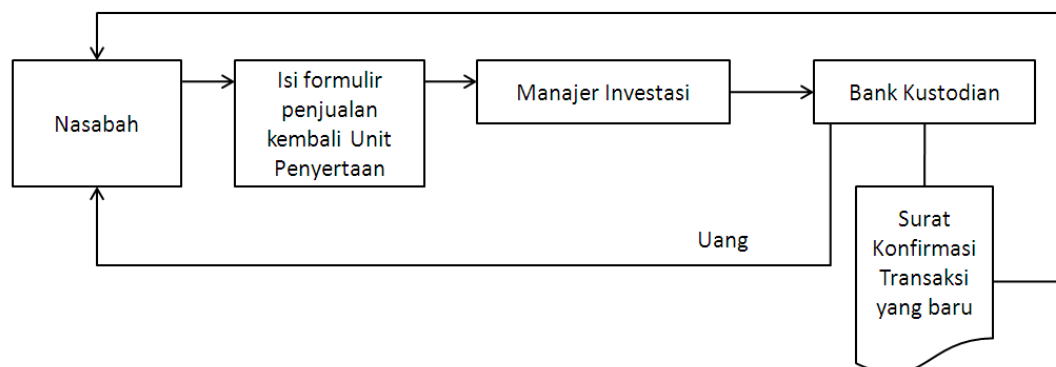 Nasabah
Isi formulir
penjualan
kembali Unit
Penyertaan
Manajer Investasi
Bank Kustodian
Uang
Surat
Konfirmasi
Transaksi
yang baru